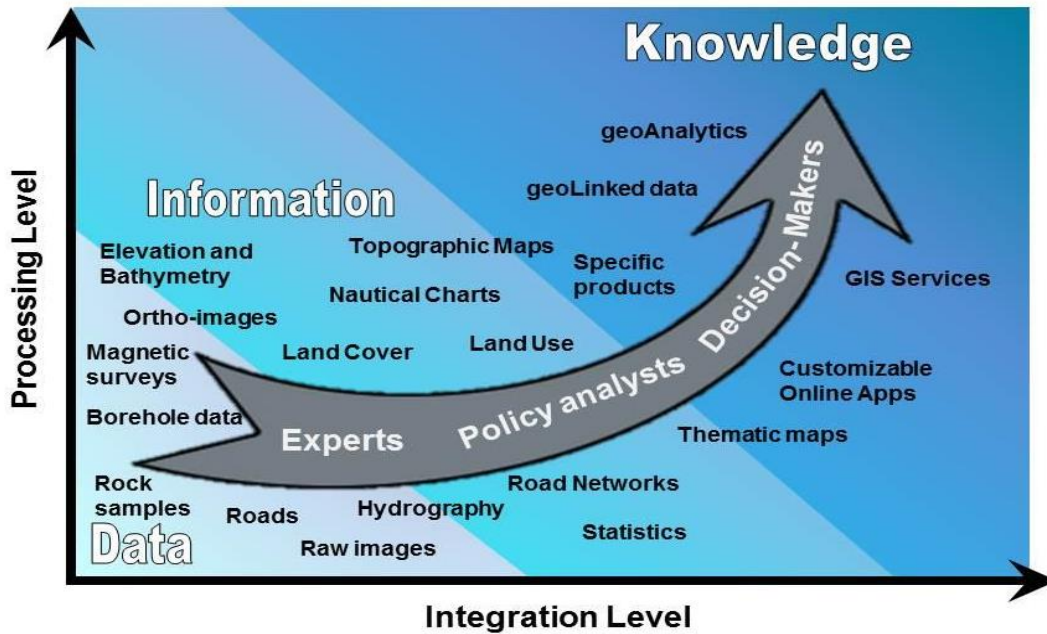 Knowledge
geoAnalytics
geoLinked data
Information
Elevation and
Bathymetry
Topographic Maps
Specific
products
GIS Services
Nautical Charts
Ortho-images
Magnetic
surveys
Land Cover
Land Use
Customizable
Online Apps
Borehole data
Experts
Policy analysts
Decision-Makers
Thematic maps
Rock
samples
Roads
Hydrography
Road Networks
Raw images
Statistics
Data
Processing Level
Integration Level